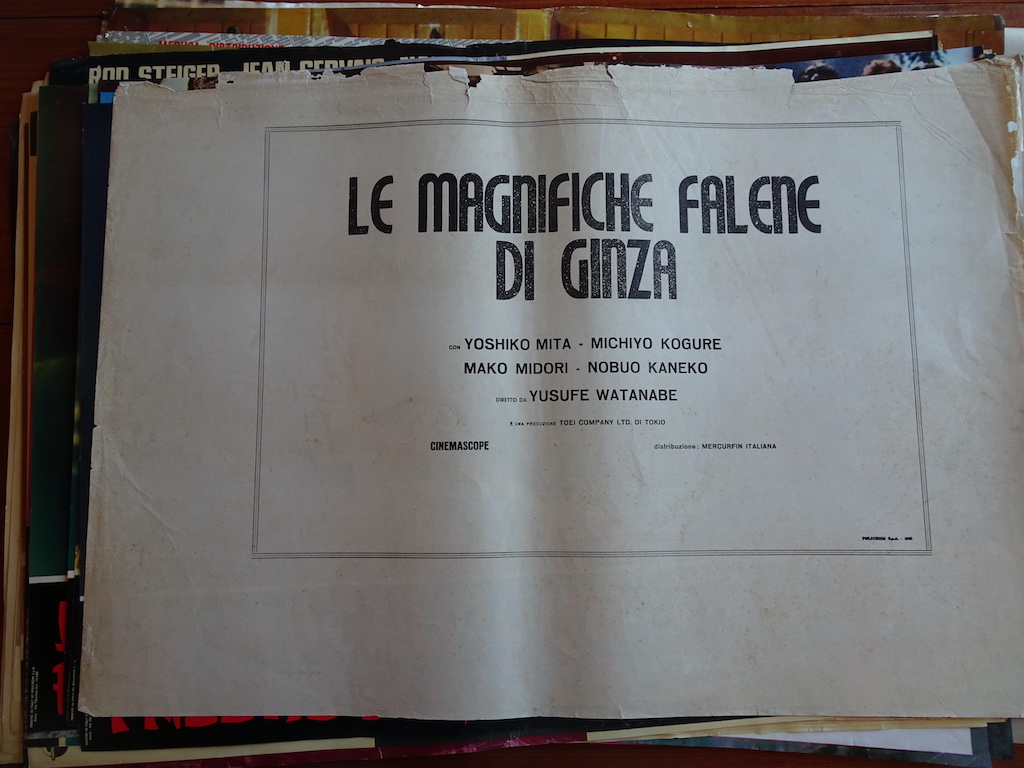 ROD STEIGER JEAN SERVAIS
LE MAGNIFICHE FALENE
DI GINZA
CON YOSHIKO MITA - MICHIYO KOGURE
MAKO MIDORI - NOBUO KANEKO
DIRETTO DA YUSUFE WATANABE
È UNA PRODUZIONE TOEI COMPANY LTD. DI TOKIO
CINEMASCOPE
distribuzione: MERCURFIN ITALIANA